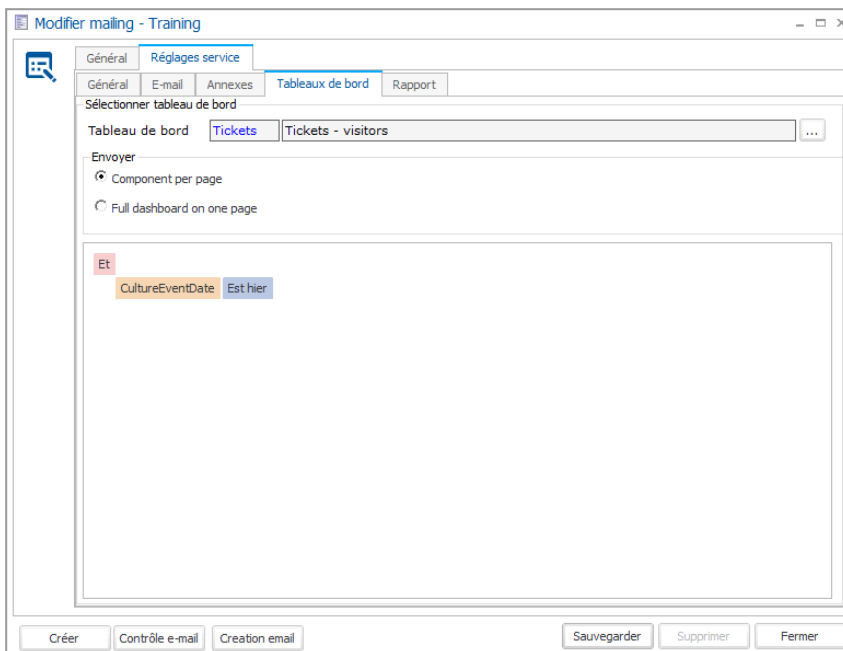 Modifier mailing - Training
Général Réglages service
Général E-mail Annexes Tableaux de bord Rapport
Sélectionner tableau de bord
Tableau de bord Tickets Tickets - visitors ...
Envoyer
Component per page
Full dashboard on one page
Et
CultureEventDate Est hier
Créer Contrôle e-mail Creation email Sauvegarder Supprimer Fermer